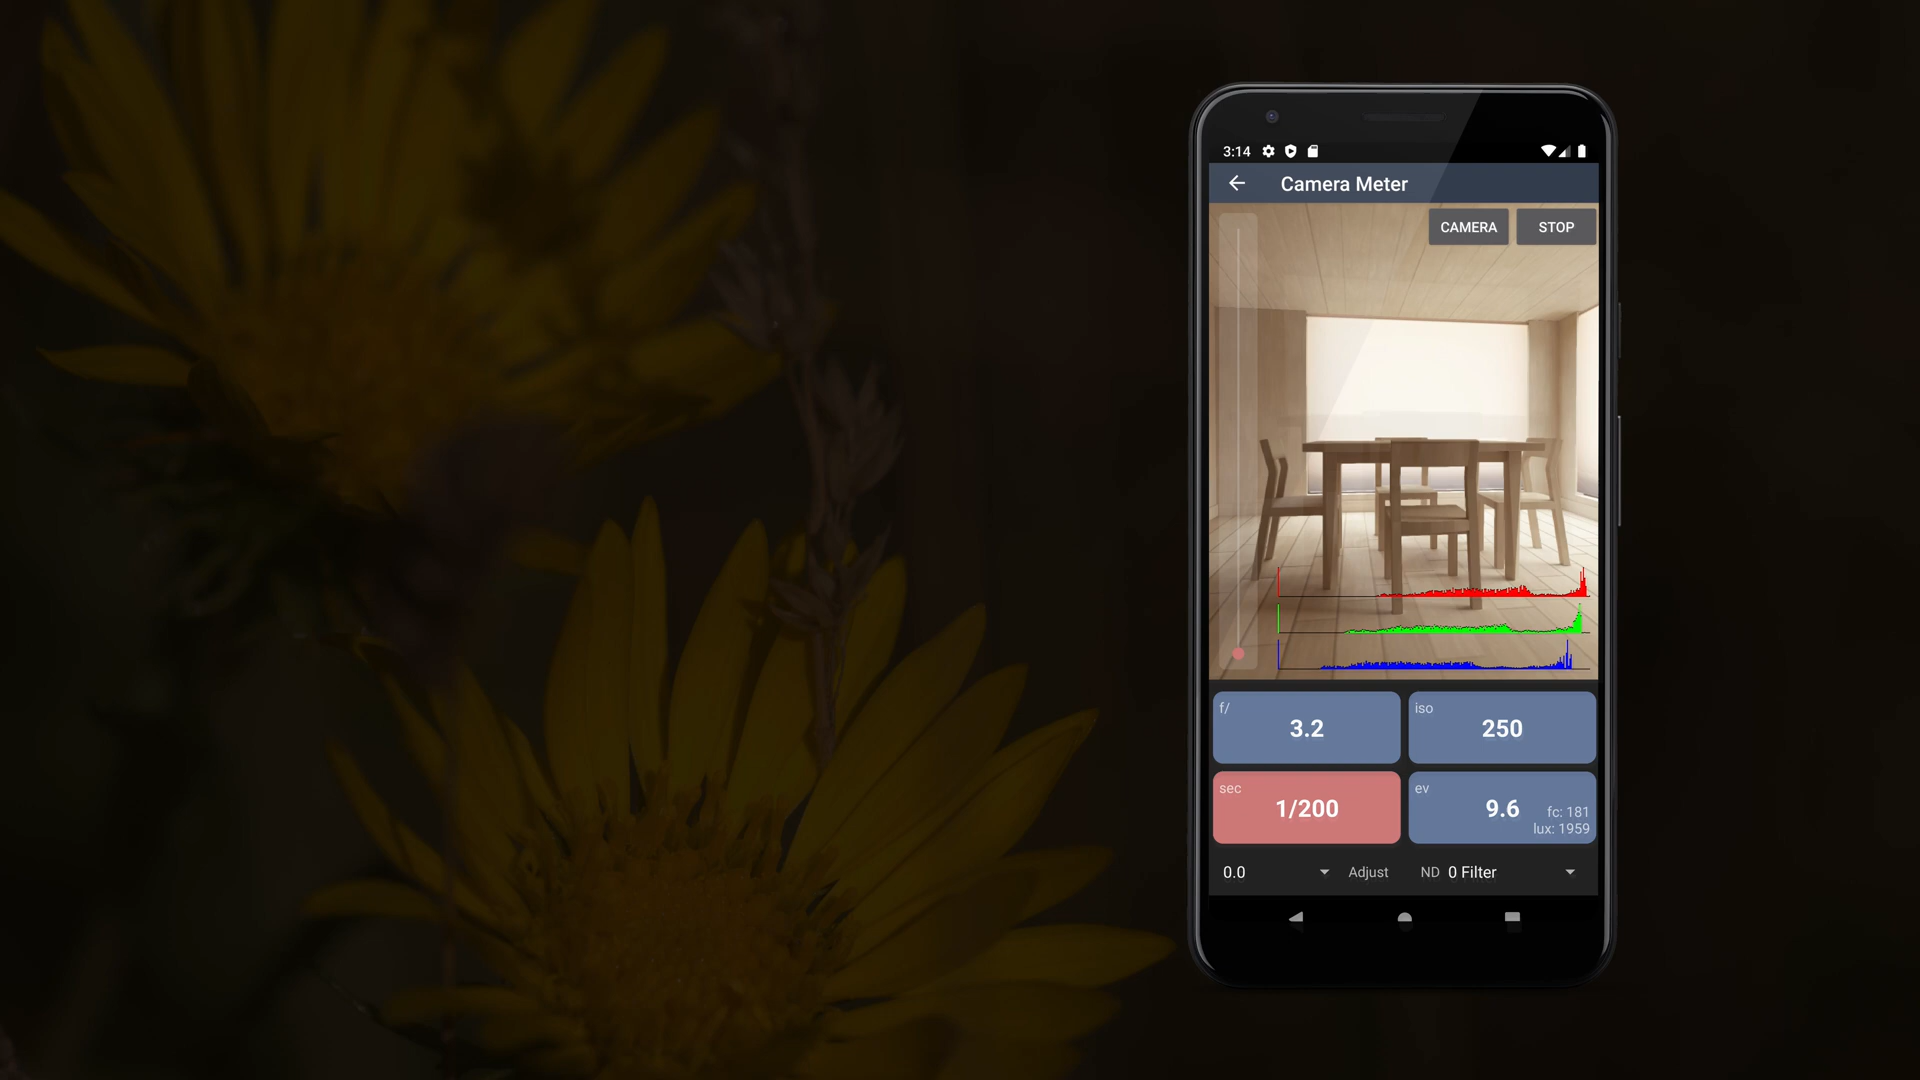 3:14
Camera Meter
CAMERA STOP
f/ 3.2
iso 250
sec 1/200
ev 9.6 fc: 181
lux: 1959
0.0 Adjust ND 0 Filter